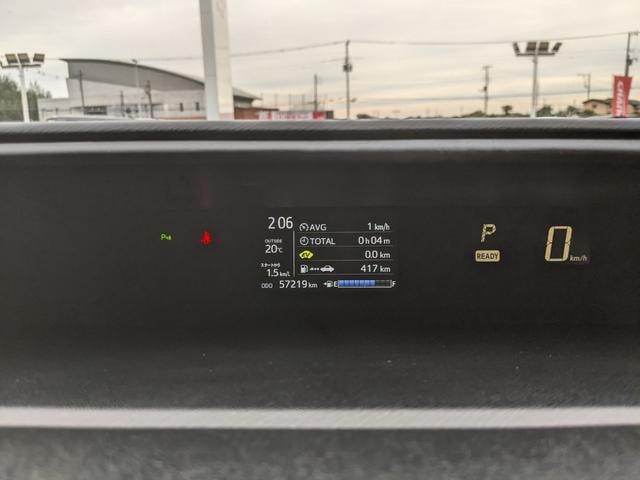 2:06
AVG 1 km/h
TOTAL 0 h 04 m
OUTSIDE
20℃
EV 0.0 km
スタートから
1.5 km/L
417 km
ODO 57219 km
E F
P
READY
0 km/h